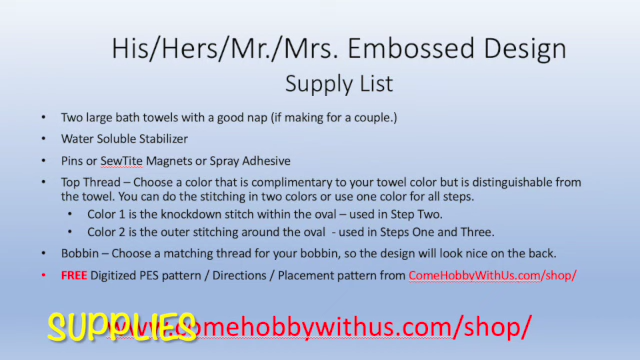 His/Hers/Mr./Mrs. Embossed Design
Supply List
• Two large bath towels with a good nap (if making for a couple.)
• Water Soluble Stabilizer
• Pins or SewTite Magnets or Spray Adhesive
• Top Thread – Choose a color that is complimentary to your towel color but is distinguishable from
the towel. You can do the stitching in two colors or use one color for all steps.
• Color 1 is the knockdown stitch within the oval – used in Step Two.
• Color 2 is the outer stitching around the oval - used in Steps One and Three.
• Bobbin – Choose a matching thread for your bobbin, so the design will look nice on the back.
• FREE Digitized PES pattern / Directions / Placement pattern from ComeHobbyWithUs.com/shop/
SUPPLIES
www.comehobbywithus.com/shop/